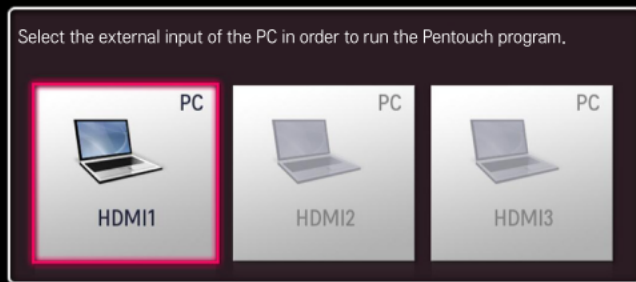 Select the external input of the PC in order to run the Pentouch program.
PC
HDMI1
PC
HDMI2
PC
HDMI3